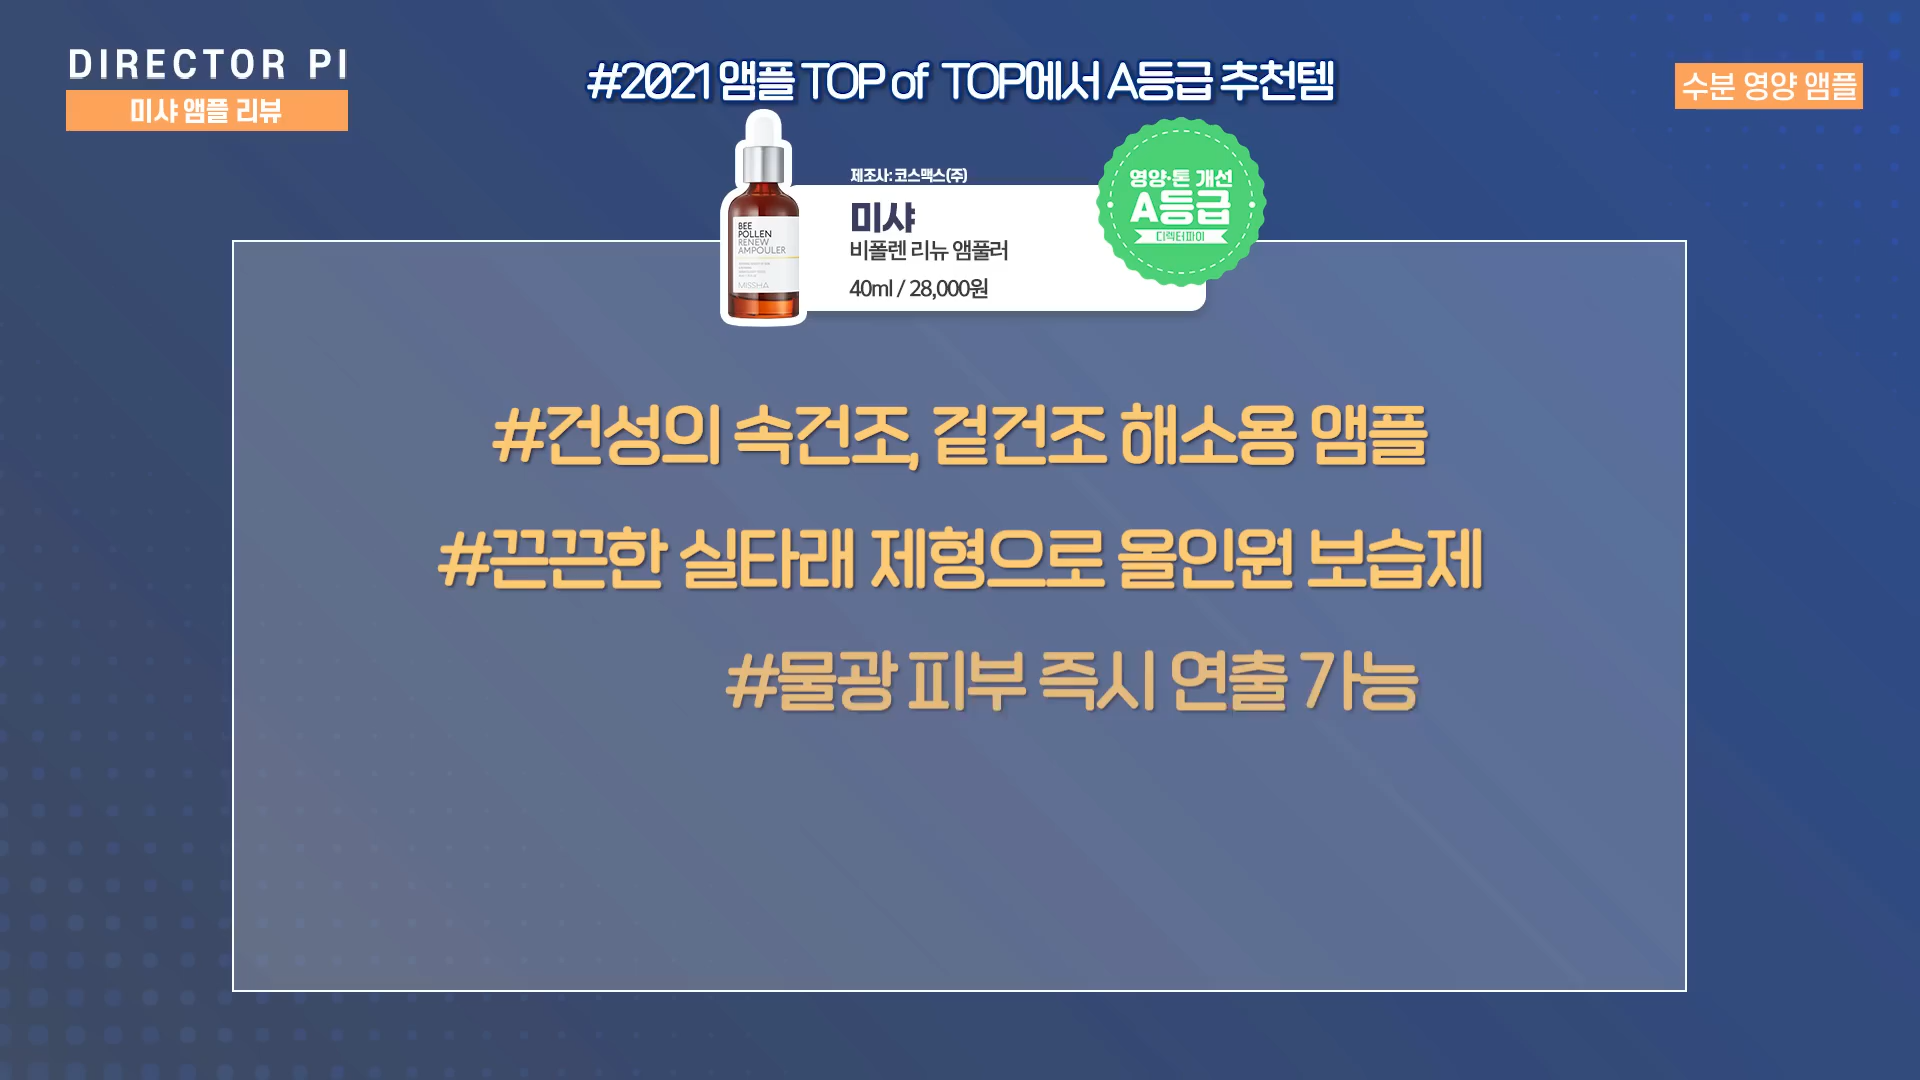 DIRECTOR PI
미샤 앰플 리뷰
#2021 앰플 TOP of TOP에서 A등급 추천템
수분 영양 앰플
제조사: 코스맥스(주)
미샤
비폴렌 리뉴 앰풀러
40ml / 28,000원
영양·톤 개선
A등급
디렉터파이
BEE
POLLEN
RENEW
AMPOULER
MISSHA
#건성의 속건조, 겉건조 해소용 앰플
#끈끈한 실타래 제형으로 올인원 보습제
#물광 피부 즉시 연출 가능